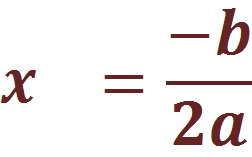 x = -b/2a